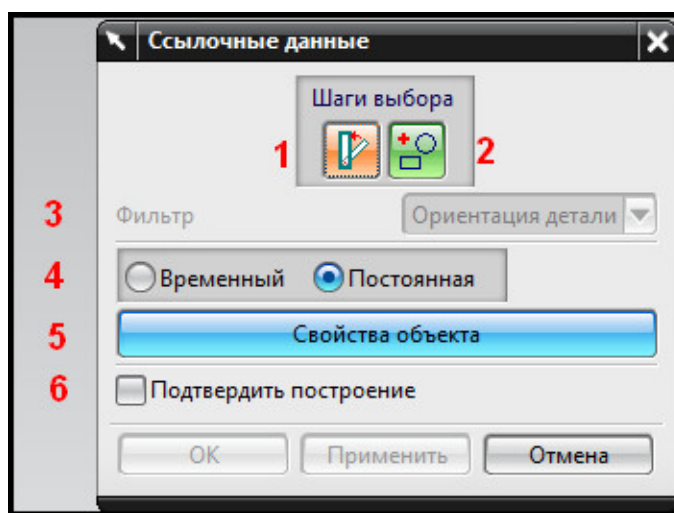 Ссылочные данные
Шаги выбора
1 2
3 Фильтр Ориентация детали
4 Временный Постоянная
5 Свойства объекта
6 Подтвердить построение
ОК Применить Отмена